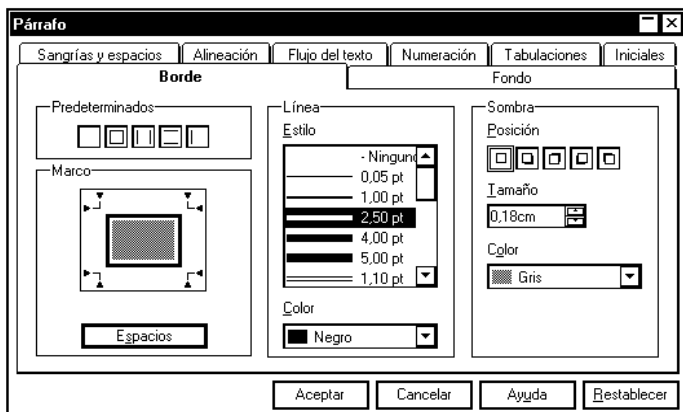 Párrafo
Sangrías y espacios Alineación Flujo del texto Numeración Tabulaciones Iniciales
Borde Fondo
Predeterminados
Marco
Espacios
Línea
Estilo
- Ninguno
0,05 pt
1,00 pt
2,50 pt
4,00 pt
5,00 pt
1,10 pt
Color
Negro
Sombra
Posición
Tamaño
0,18cm
Color
Gris
Aceptar Cancelar Ayuda Restablecer